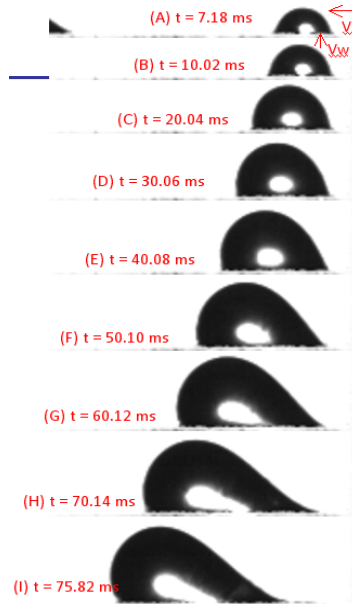 (A) t = 7.18 ms
V
Vw
(B) t = 10.02 ms
(C) t = 20.04 ms
(D) t = 30.06 ms
(E) t = 40.08 ms
(F) t = 50.10 ms
(G) t = 60.12 ms
(H) t = 70.14 ms
(I) t = 75.82 ms